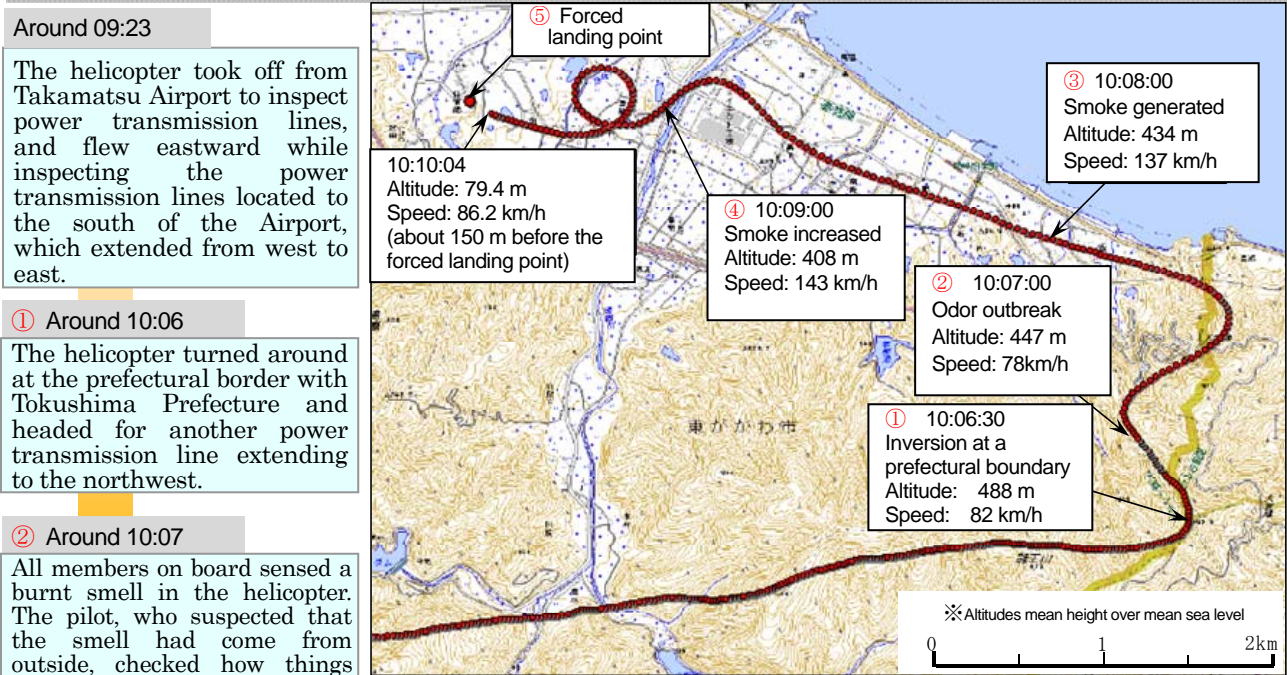 Around 09:23
The helicopter took off from
Takamatsu Airport to inspect
power transmission lines,
and flew eastward while
inspecting the power
transmission lines located to
the south of the Airport,
which extended from west to
east.
① Around 10:06
The helicopter turned around
at the prefectural border with
Tokushima Prefecture and
headed for another power
transmission line extending
to the northwest.
② Around 10:07
All members on board sensed a
burnt smell in the helicopter.
The pilot, who suspected that
the smell had come from
outside, checked how things
⑤ Forced
landing point
10:10:04
Altitude: 79.4 m
Speed: 86.2 km/h
(about 150 m before the
forced landing point)
④ 10:09:00
Smoke increased
Altitude: 408 m
Speed: 143 km/h
③ 10:08:00
Smoke generated
Altitude: 434 m
Speed: 137 km/h
② 10:07:00
Odor outbreak
Altitude: 447 m
Speed: 78km/h
① 10:06:30
Inversion at a
prefectural boundary
Altitude: 488 m
Speed: 82 km/h
東かがわ市
※Altitudes mean height over mean sea level
0 1 2km